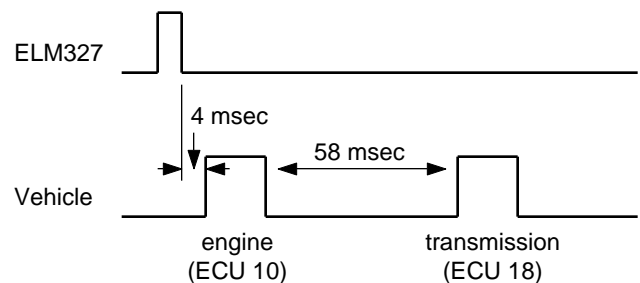 ELM327
4 msec
58 msec
Vehicle
engine
(ECU 10)
transmission
(ECU 18)